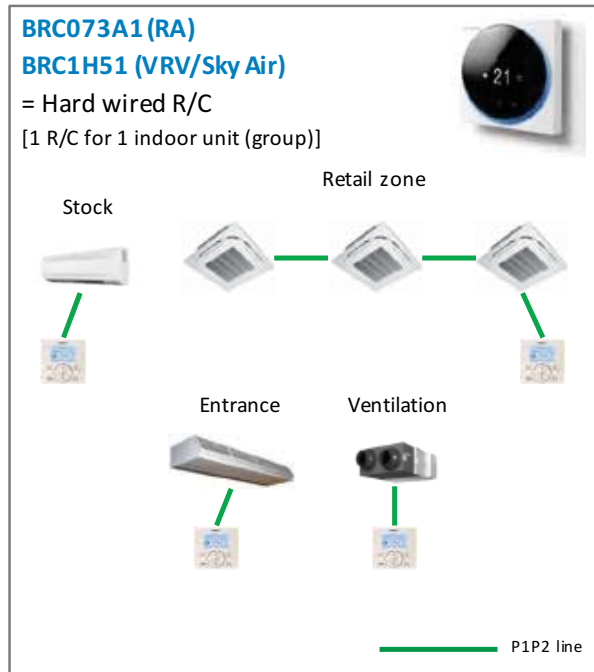 BRC073A1 (RA)
BRC1H51 (VRV/Sky Air)
= Hard wired R/C
[1 R/C for 1 indoor unit (group)]
21
Retail zone
Stock
Entrance Ventilation
P1P2 line